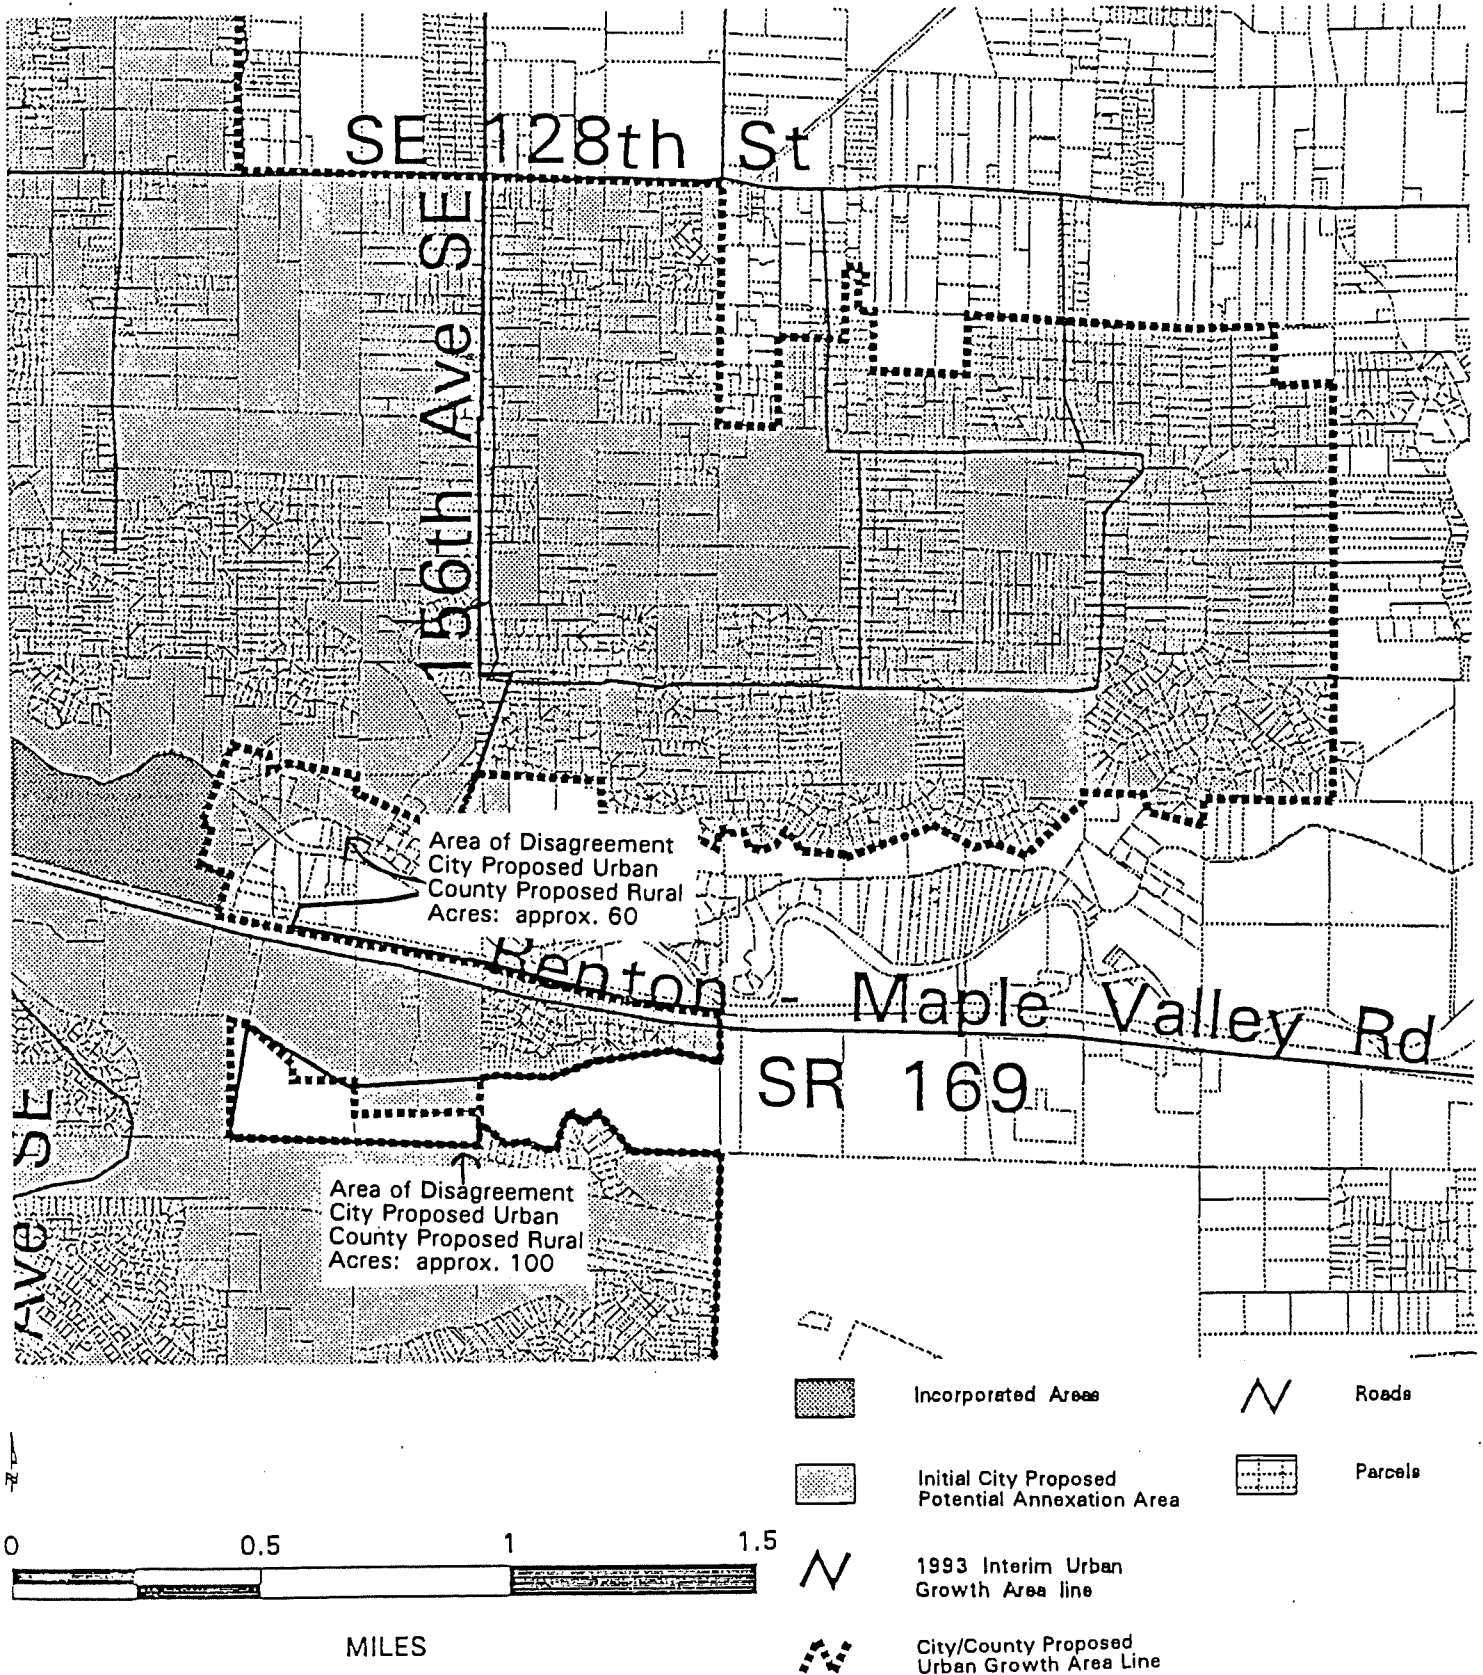 SE 128th St
156th Ave SE
Area of Disagreement
City Proposed Urban
County Proposed Rural
Acres: approx. 60
Renton - Maple Valley Rd
SR 169
Ave SE
Area of Disagreement
City Proposed Urban
County Proposed Rural
Acres: approx. 100
Incorporated Areas
Roads
Initial City Proposed
Potential Annexation Area
Parcels
1993 Interim Urban
Growth Area line
City/County Proposed
Urban Growth Area Line
N
0 0.5 1 1.5
MILES